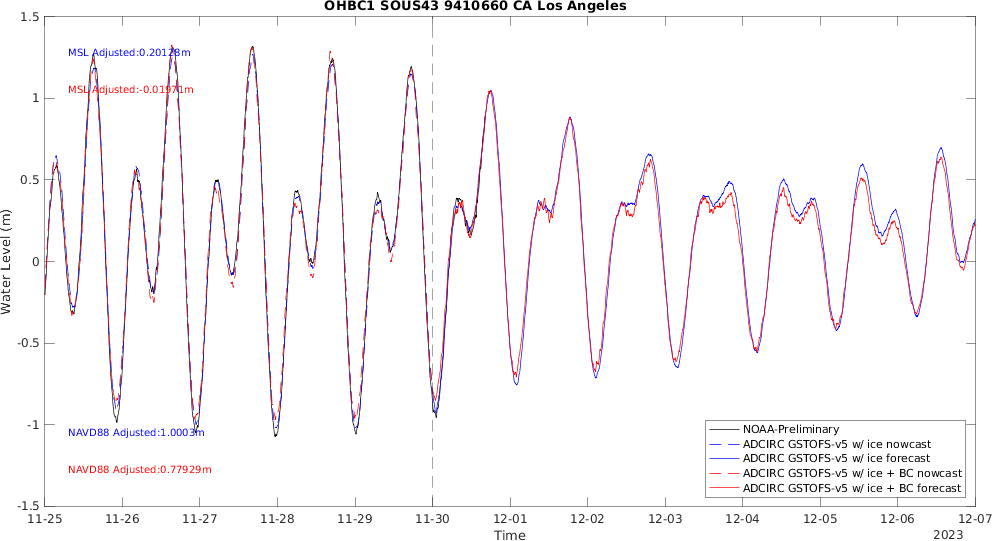 OHBC1 SOUS43 9410660 CA Los Angeles
1.5
1
0.5
0
-0.5
-1
-1.5
Water Level (m)
MSL Adjusted:0.20128m
MSL Adjusted:-0.01971m
NAVD88 Adjusted:1.0003m
NAVD88 Adjusted:0.77929m
NOAA-Preliminary
ADCIRC GSTOFS-v5 w/ ice nowcast
ADCIRC GSTOFS-v5 w/ ice forecast
ADCIRC GSTOFS-v5 w/ ice + BC nowcast
ADCIRC GSTOFS-v5 w/ ice + BC forecast
11-25 11-26 11-27 11-28 11-29 11-30 12-01 12-02 12-03 12-04 12-05 12-06 12-07
Time
2023